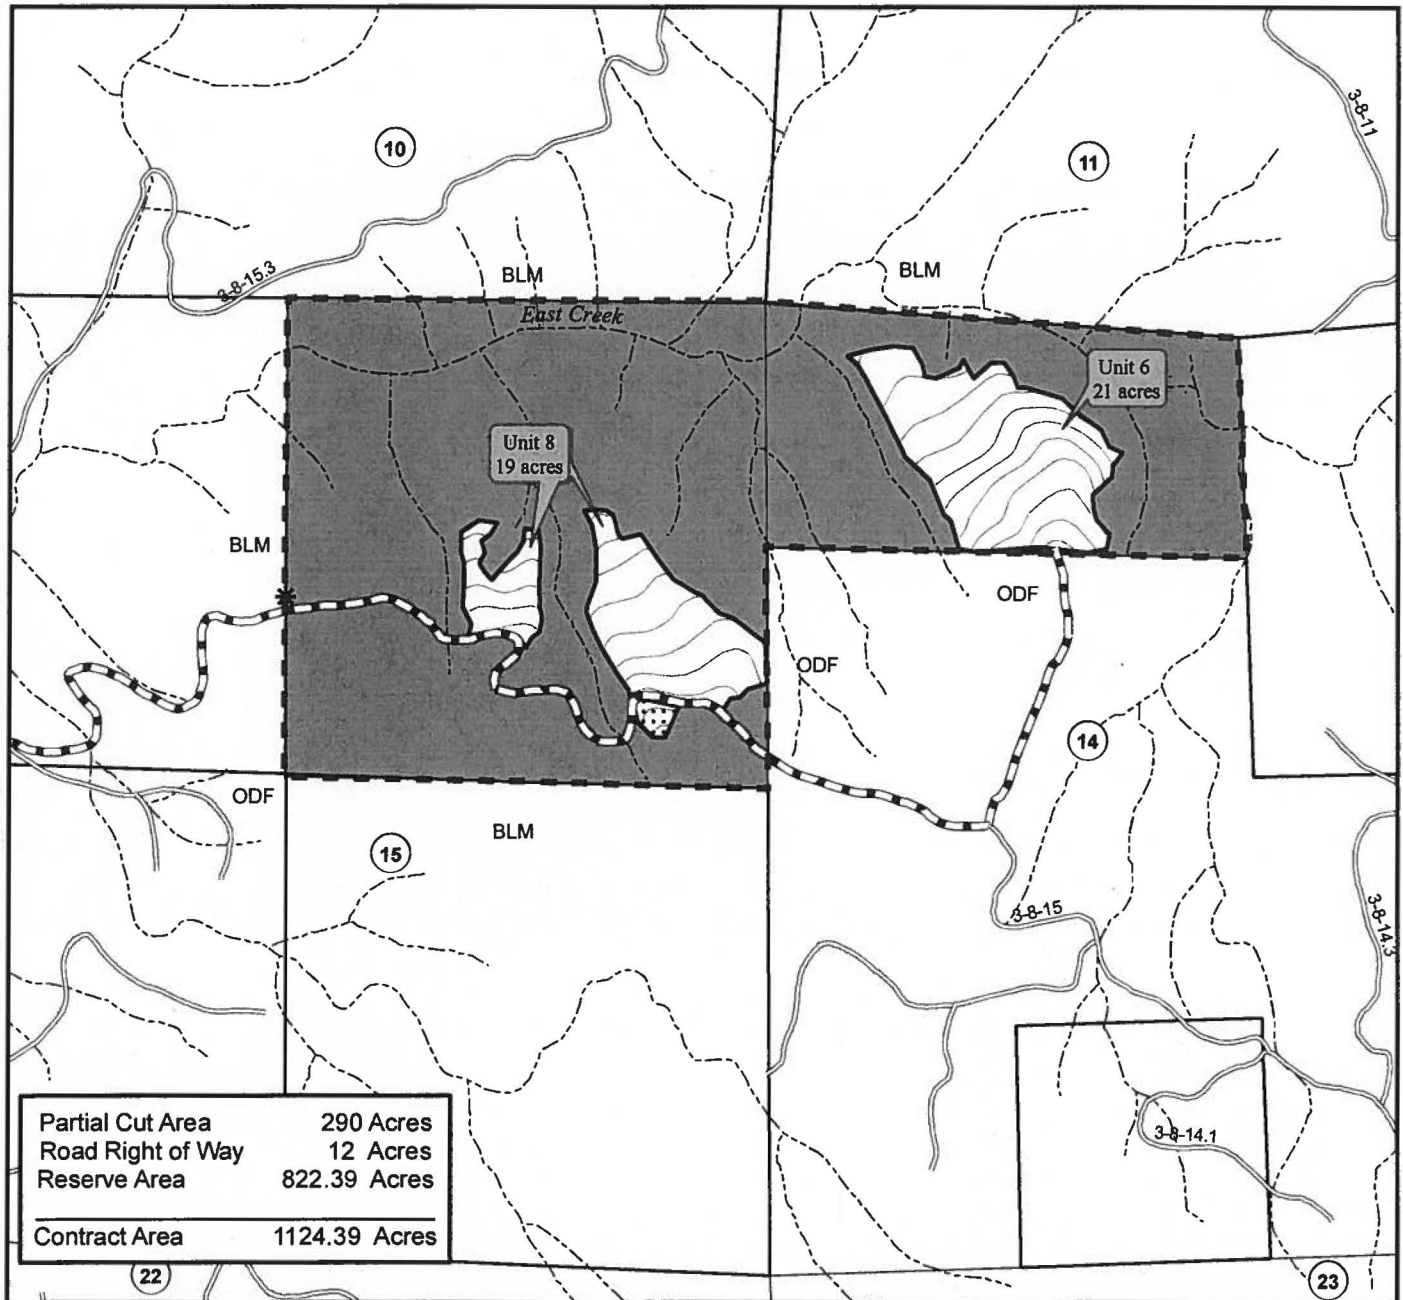 3-8-11
10
11
BLM
BLM
3-8-15.3
East Creek
Unit 6
21 acres
Unit 8
19 acres
BLM
ODF
ODF
14
ODF
BLM
15
3-8-15
3-8-14.3
Partial Cut Area 290 Acres
Road Right of Way 12 Acres
Reserve Area 822.39 Acres
Contract Area 1124.39 Acres
3-8-14.1
22
23